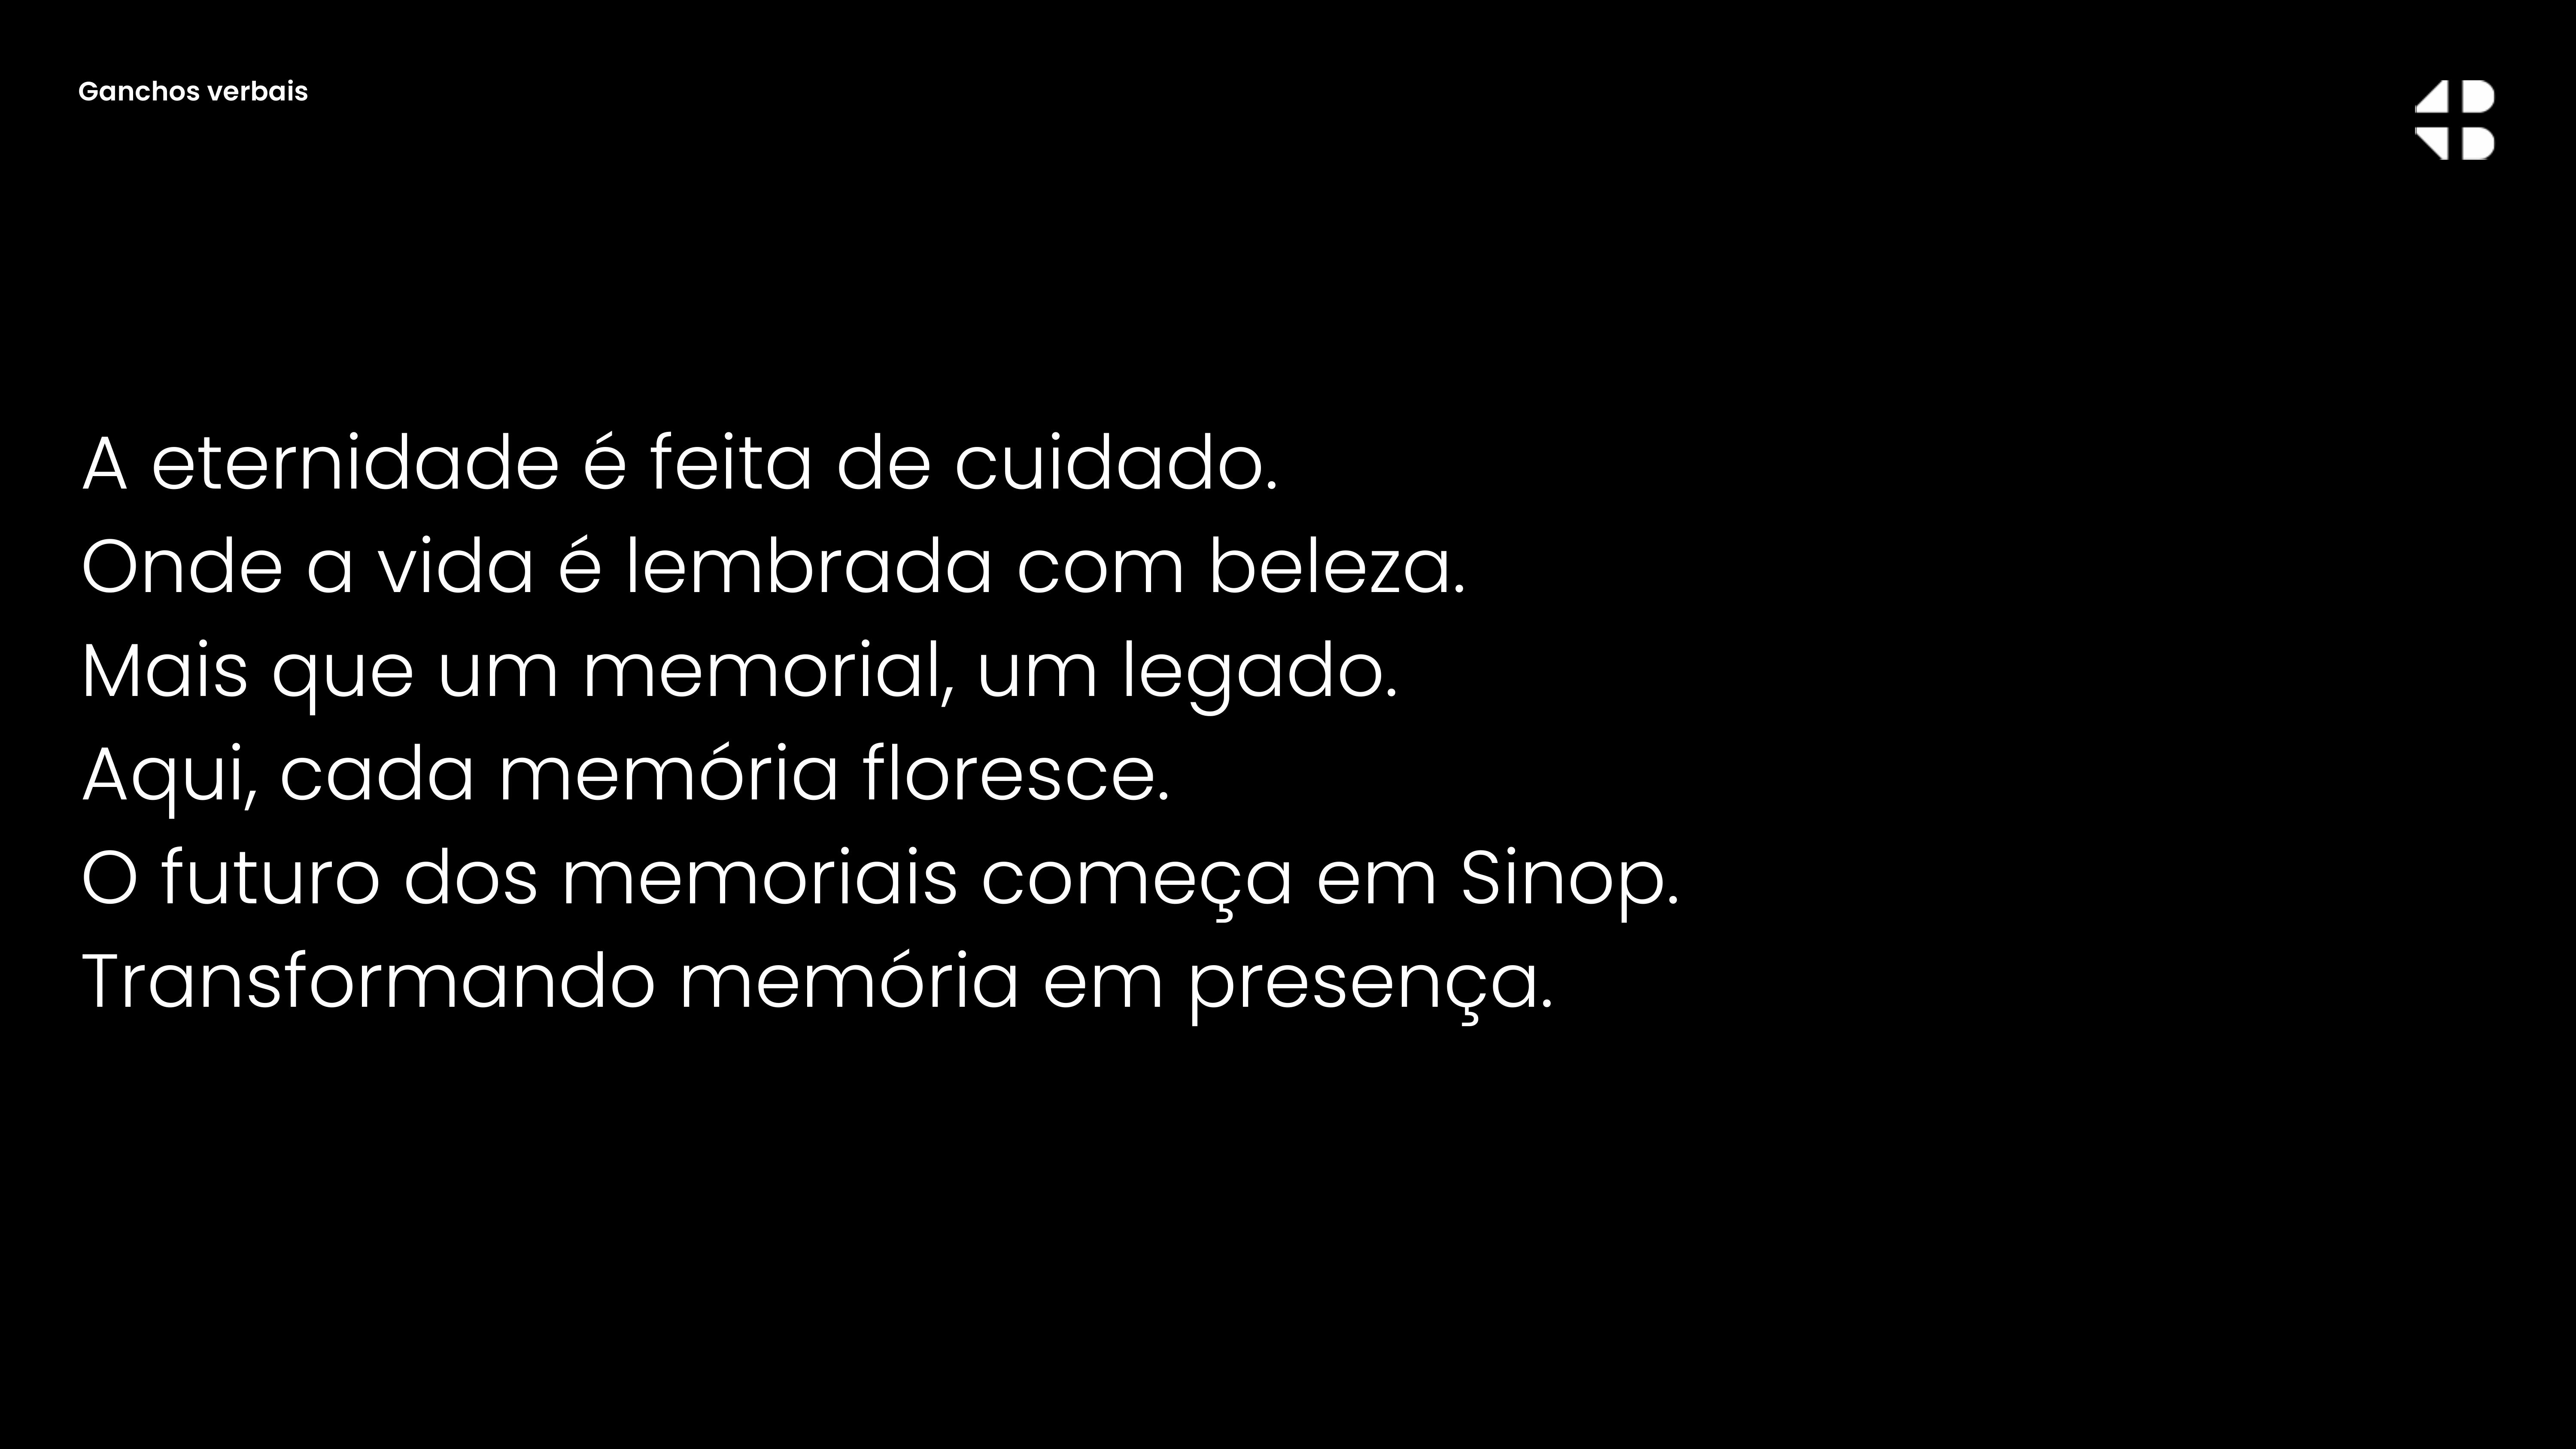 Ganchos verbais
A eternidade é feita de cuidado.
Onde a vida é lembrada com beleza.
Mais que um memorial, um legado.
Aqui, cada memória floresce.
O futuro dos memoriais começa em Sinop.
Transformando memória em presença.